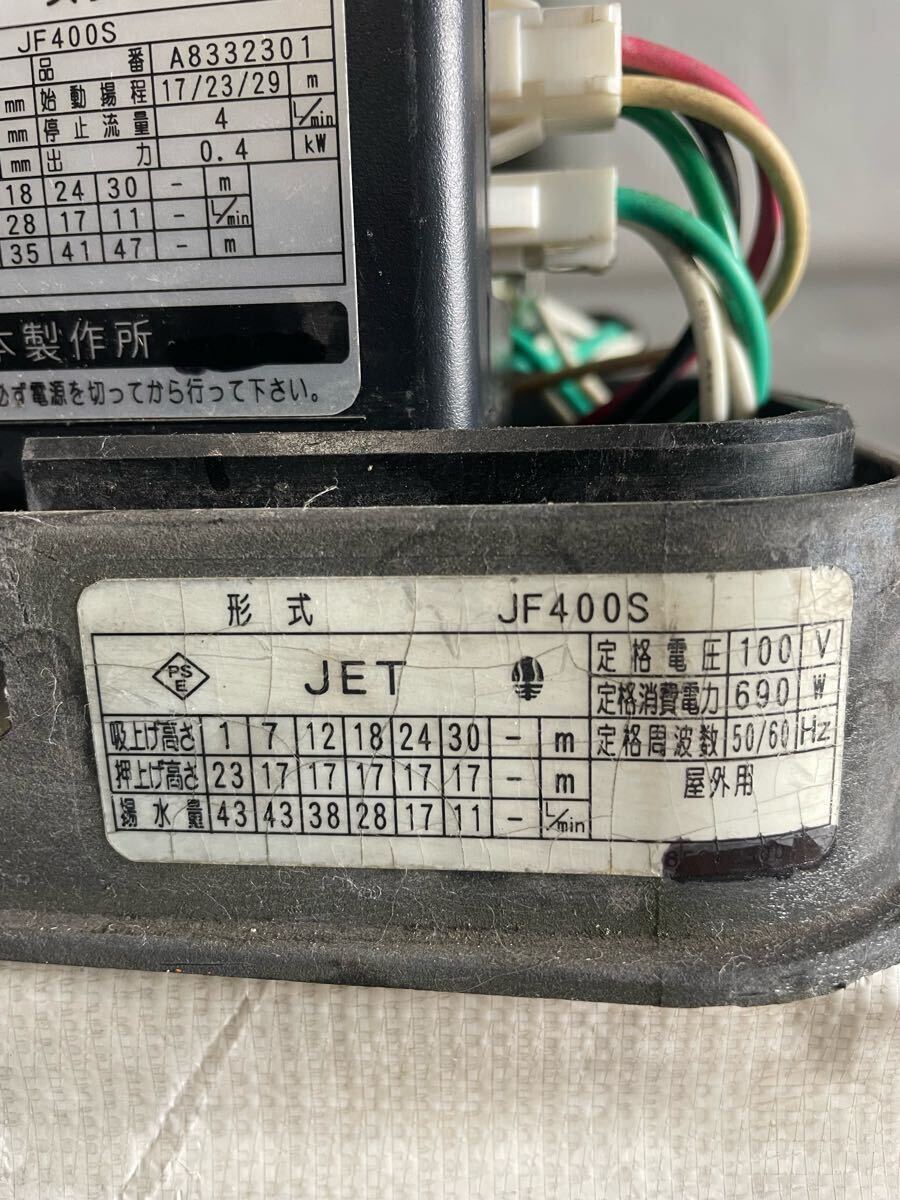 JF400S
品番 A8332301
mm 始動揚程 17/23/29 m
mm 停止流量 4 L/min
mm 出力 0.4 kW
18 24 30 - m
28 17 11 - L/min
35 41 47 - m
本製作所
必ず電源を切ってから行って下さい。
形式 JF400S
PS
E
JET
定格電圧 100 V
定格消費電力 690 W
定格周波数 50/60 Hz
屋外用
吸上げ高さ 1 7 12 18 24 30 - m
押上げ高さ 23 17 17 17 17 17 - m
揚水量 43 43 38 28 17 11 - L/min